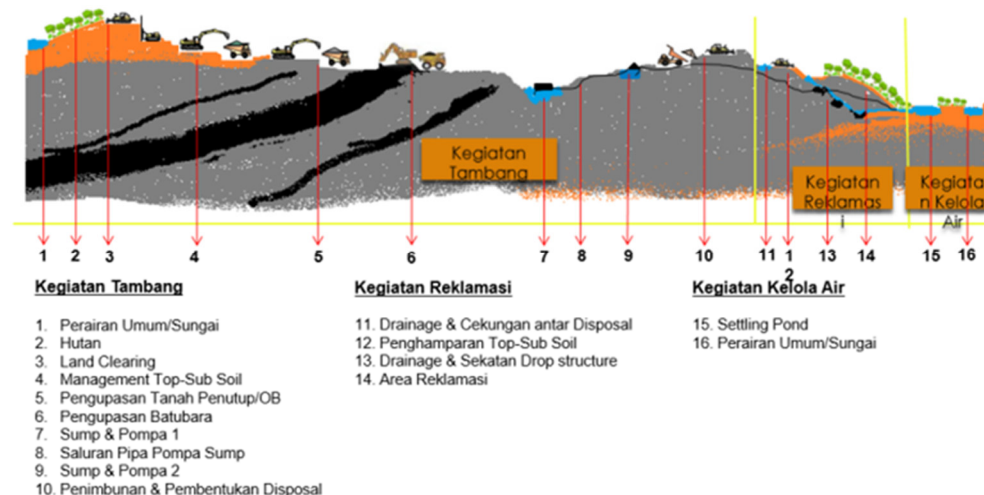 Kegiatan
Tambang
Kegiatan
Reklamas
i
Kegiata
n Kelola
Air
1 2 3 4 5 6 7 8 9 10 11 1 13 14 15 16
2
Kegiatan Tambang
1. Perairan Umum/Sungai
2. Hutan
3. Land Clearing
4. Management Top-Sub Soil
5. Pengupasan Tanah Penutup/OB
6. Pengupasan Batubara
7. Sump & Pompa 1
8. Saluran Pipa Pompa Sump
9. Sump & Pompa 2
10. Penimbunan & Pembentukan Disposal
Kegiatan Reklamasi
11. Drainage & Cekungan antar Disposal
12. Penghamparan Top-Sub Soil
13. Drainage & Sekatan Drop structure
14. Area Reklamasi
Kegiatan Kelola Air
15. Settling Pond
16. Perairan Umum/Sungai